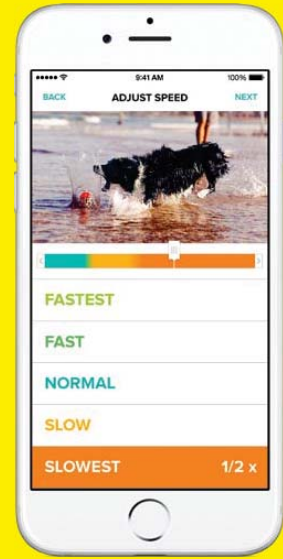 9:41 AM 100%
BACK ADJUST SPEED NEXT
FASTEST
FAST
NORMAL
SLOW
SLOWEST 1/2 x